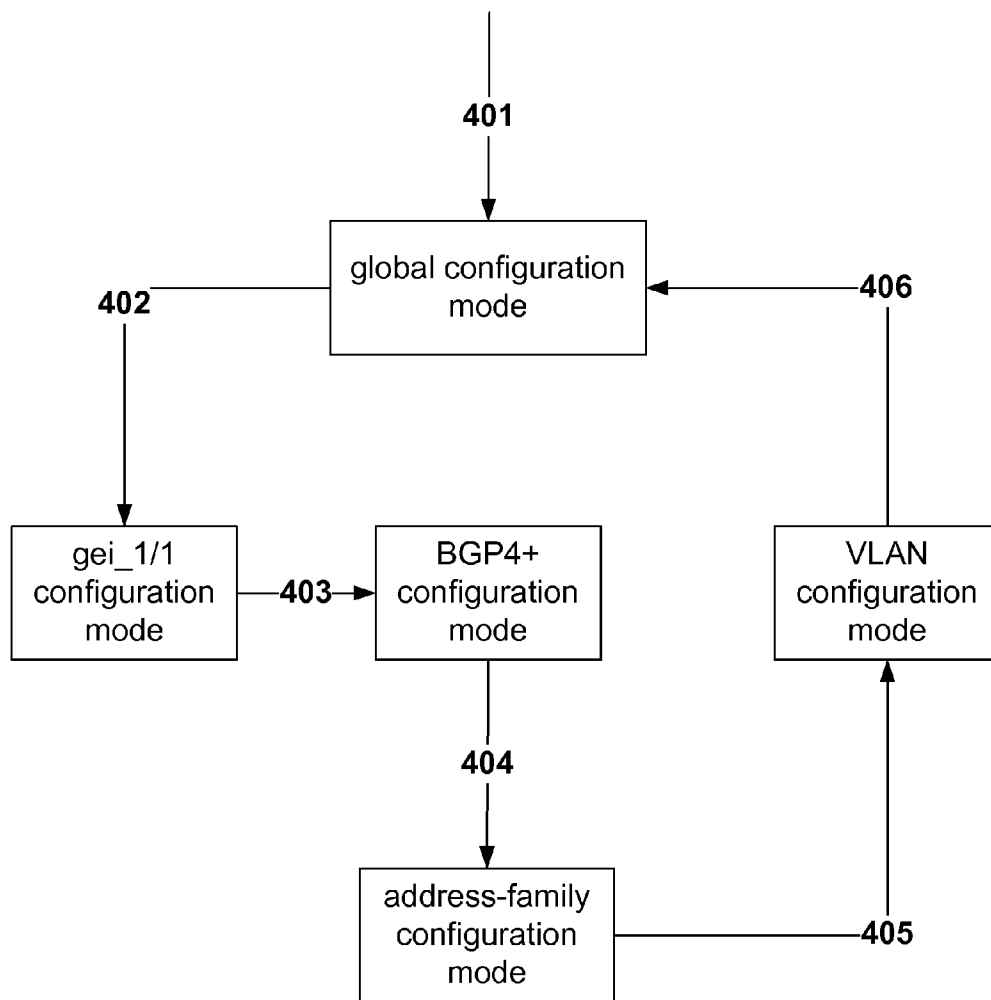 401
global configuration
mode
402
406
gei_1/1
configuration
mode
403
BGP4+
configuration
mode
VLAN
configuration
mode
404
address-family
configuration
mode
405